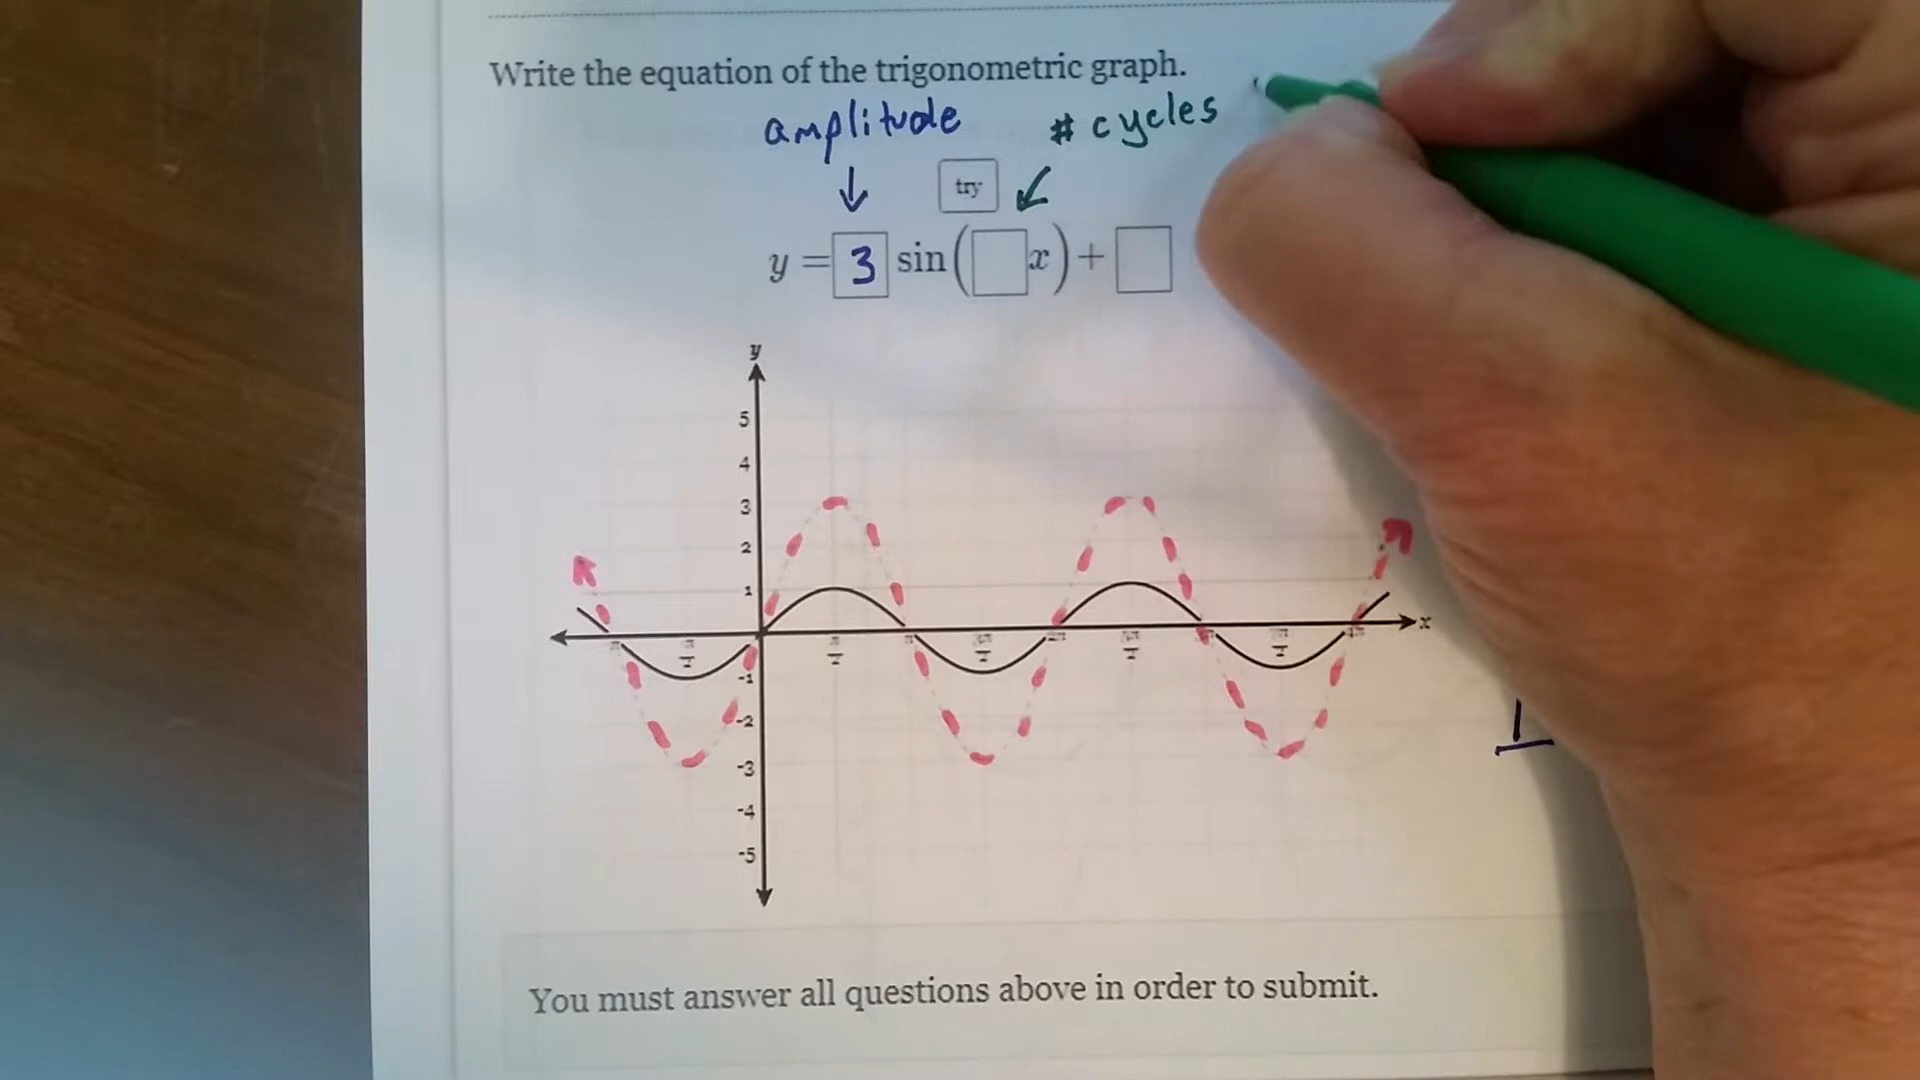 Write the equation of the trigonometric graph.
amplitude
# cycles
try
y = 3 sin( x) +
y
5
4
3
2
1
x
-1
-2
-3
-4
-5
You must answer all questions above in order to submit.